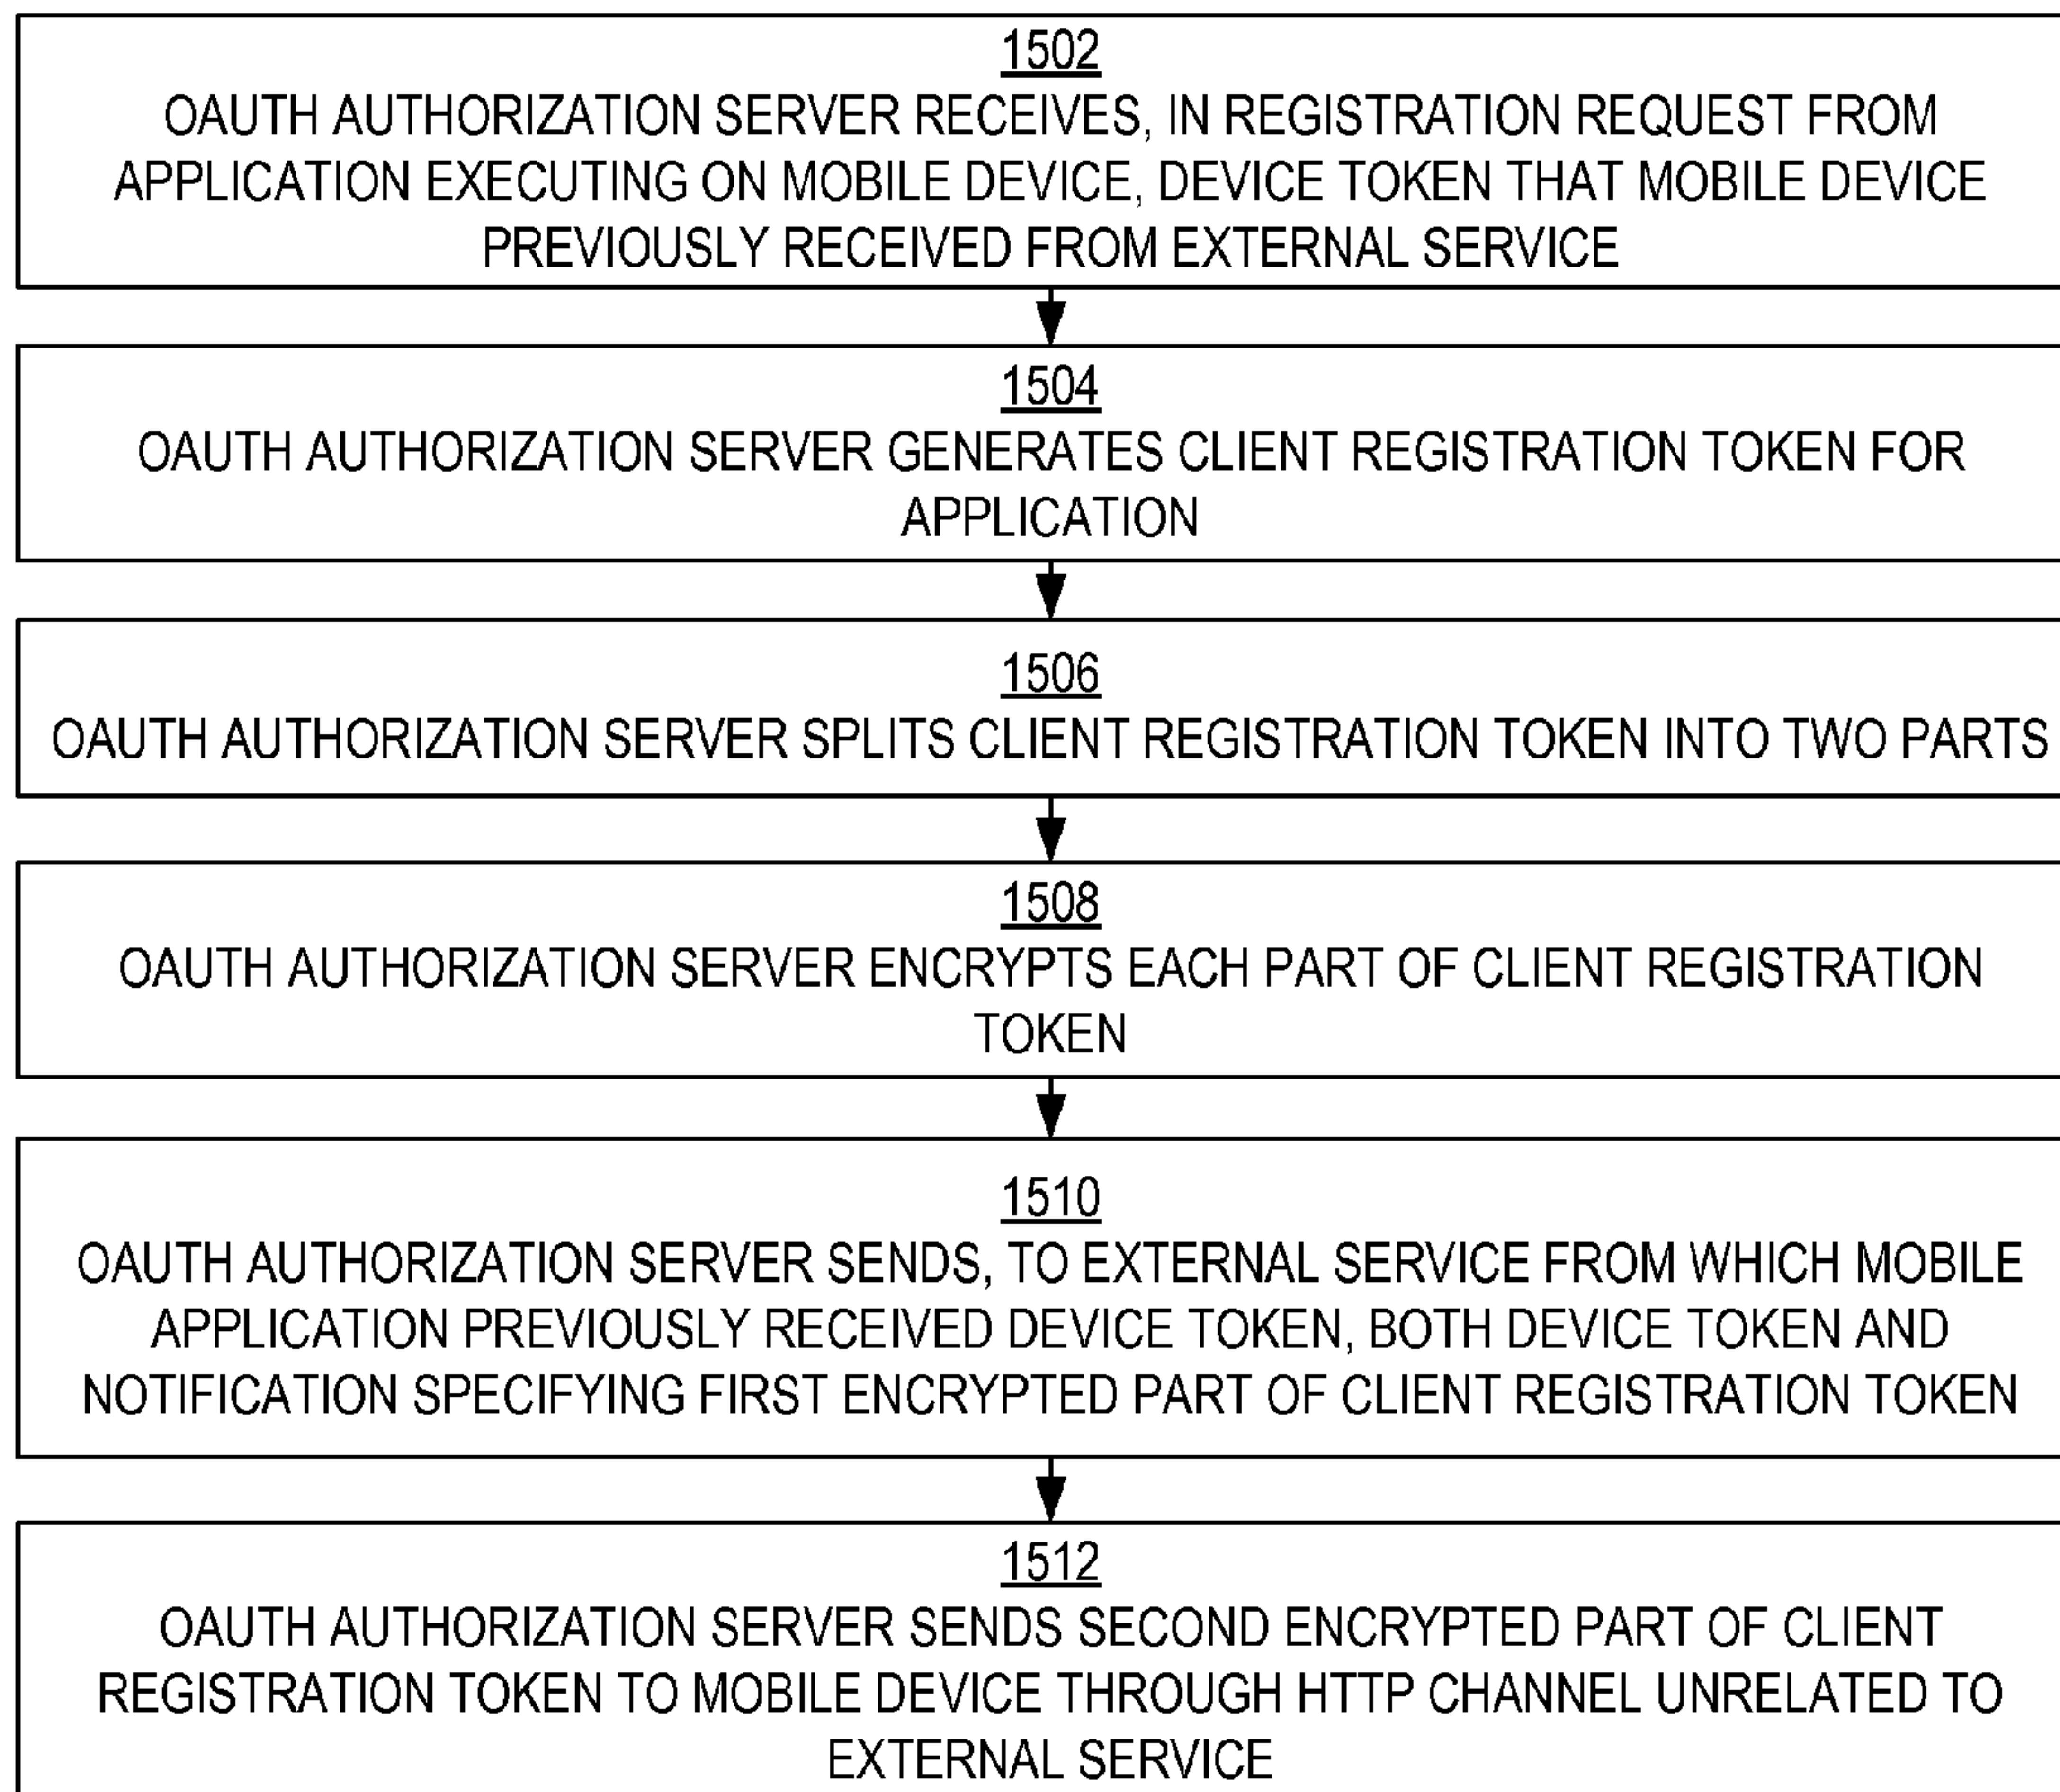 1502
OAUTH AUTHORIZATION SERVER RECEIVES, IN REGISTRATION REQUEST FROM
APPLICATION EXECUTING ON MOBILE DEVICE, DEVICE TOKEN THAT MOBILE DEVICE
PREVIOUSLY RECEIVED FROM EXTERNAL SERVICE
1504
OAUTH AUTHORIZATION SERVER GENERATES CLIENT REGISTRATION TOKEN FOR
APPLICATION
1506
OAUTH AUTHORIZATION SERVER SPLITS CLIENT REGISTRATION TOKEN INTO TWO PARTS
1508
OAUTH AUTHORIZATION SERVER ENCRYPTS EACH PART OF CLIENT REGISTRATION
TOKEN
1510
OAUTH AUTHORIZATION SERVER SENDS, TO EXTERNAL SERVICE FROM WHICH MOBILE
APPLICATION PREVIOUSLY RECEIVED DEVICE TOKEN, BOTH DEVICE TOKEN AND
NOTIFICATION SPECIFYING FIRST ENCRYPTED PART OF CLIENT REGISTRATION TOKEN
1512
OAUTH AUTHORIZATION SERVER SENDS SECOND ENCRYPTED PART OF CLIENT
REGISTRATION TOKEN TO MOBILE DEVICE THROUGH HTTP CHANNEL UNRELATED TO
EXTERNAL SERVICE